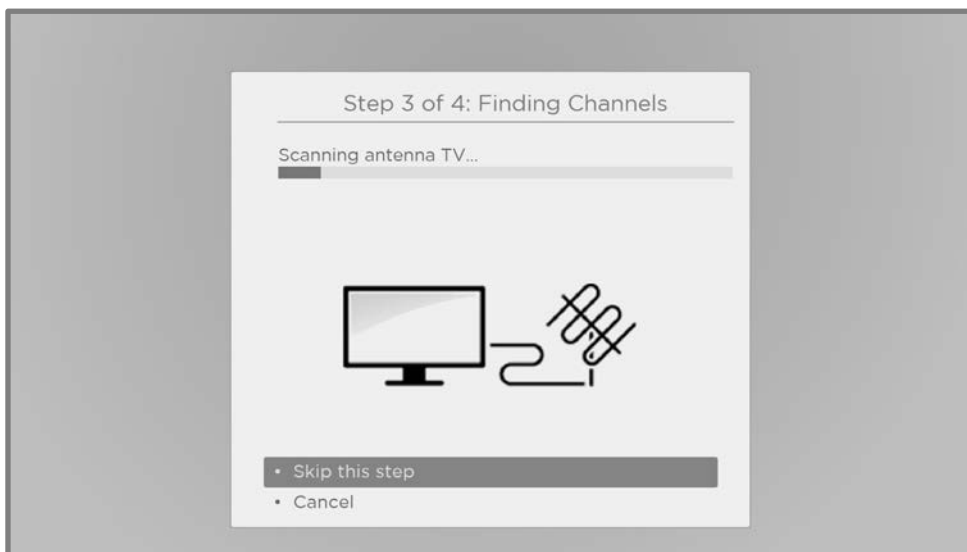 Step 3 of 4: Finding Channels
Scanning antenna TV...
• Skip this step
• Cancel